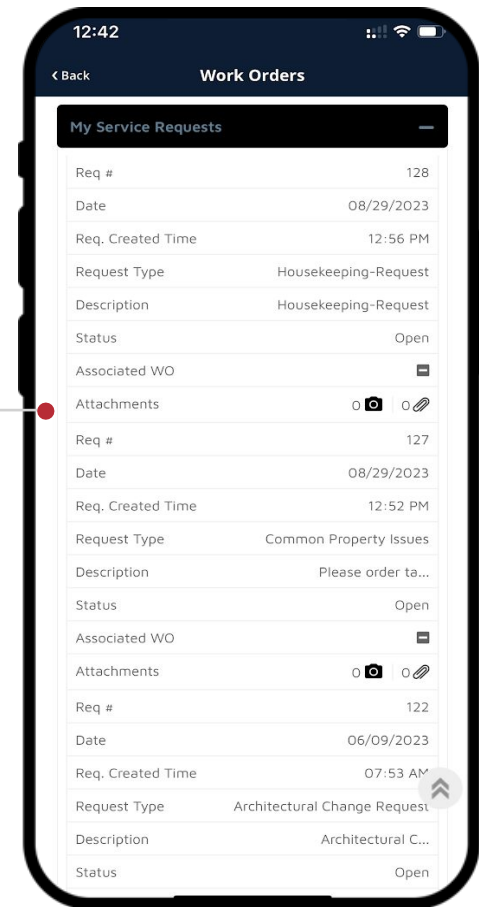 12:42
Back Work Orders
My Service Requests
Req # 128
Date 08/29/2023
Req. Created Time 12:56 PM
Request Type Housekeeping-Request
Description Housekeeping-Request
Status Open
Associated WO
Attachments 0 0
Req # 127
Date 08/29/2023
Req. Created Time 12:52 PM
Request Type Common Property Issues
Description Please order ta...
Status Open
Associated WO
Attachments 0 0
Req # 122
Date 06/09/2023
Req. Created Time 07:53 AM
Request Type Architectural Change Request
Description Architectural C...
Status Open